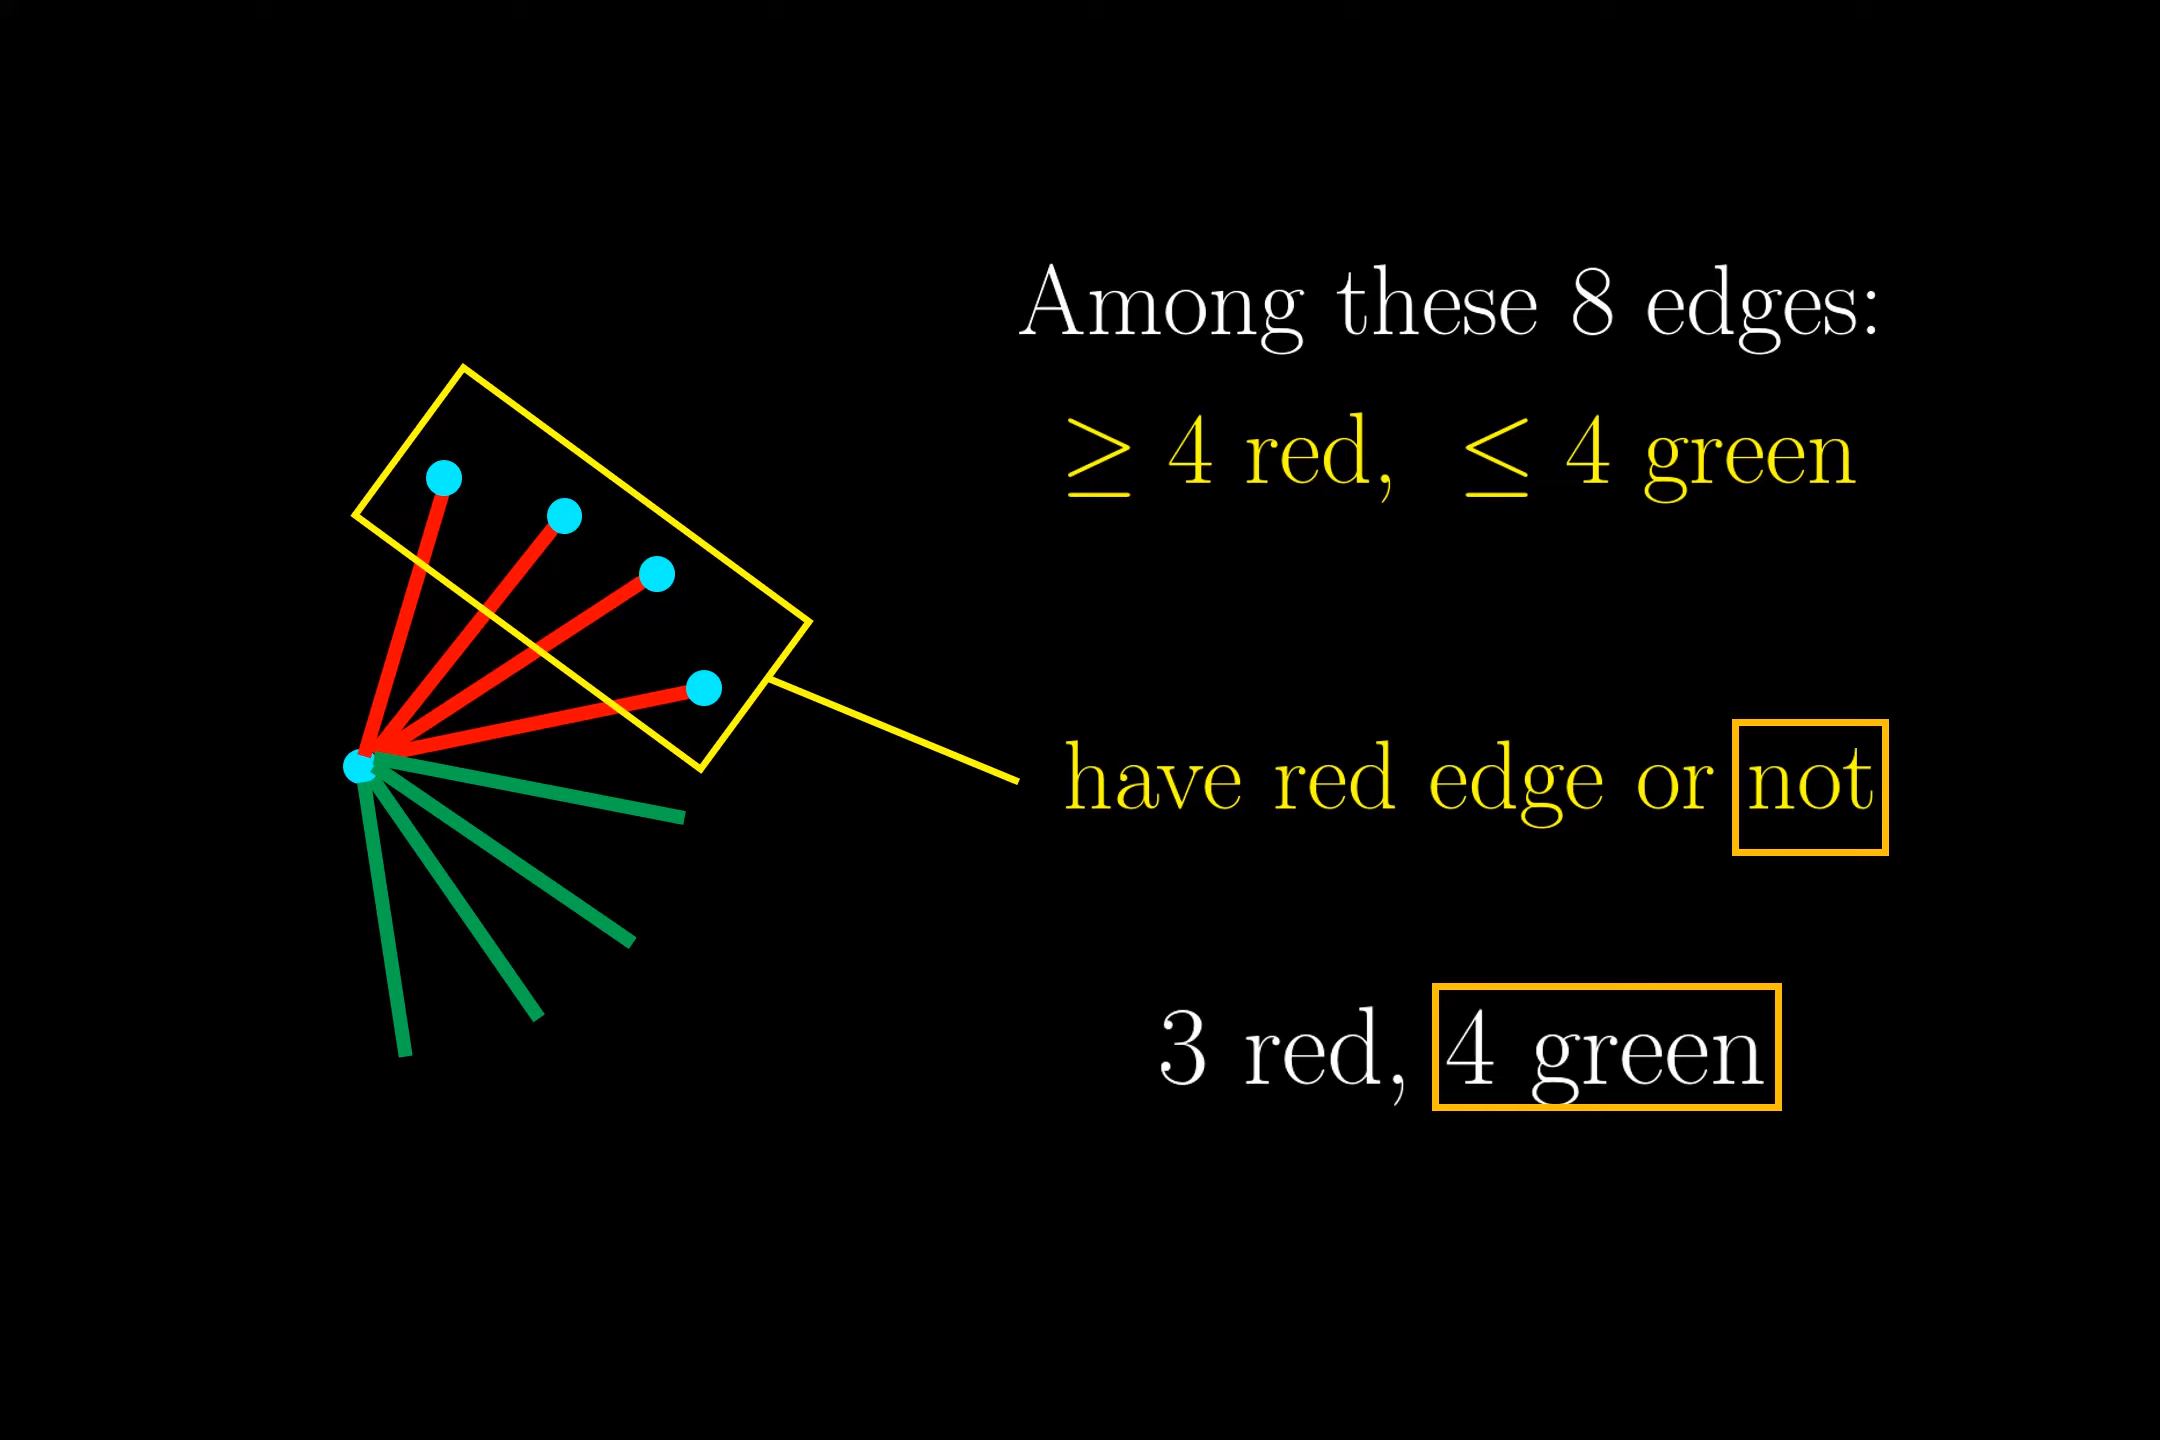 Among these 8 edges:
≥ 4 red, ≤ 4 green
have red edge or not
3 red, 4 green